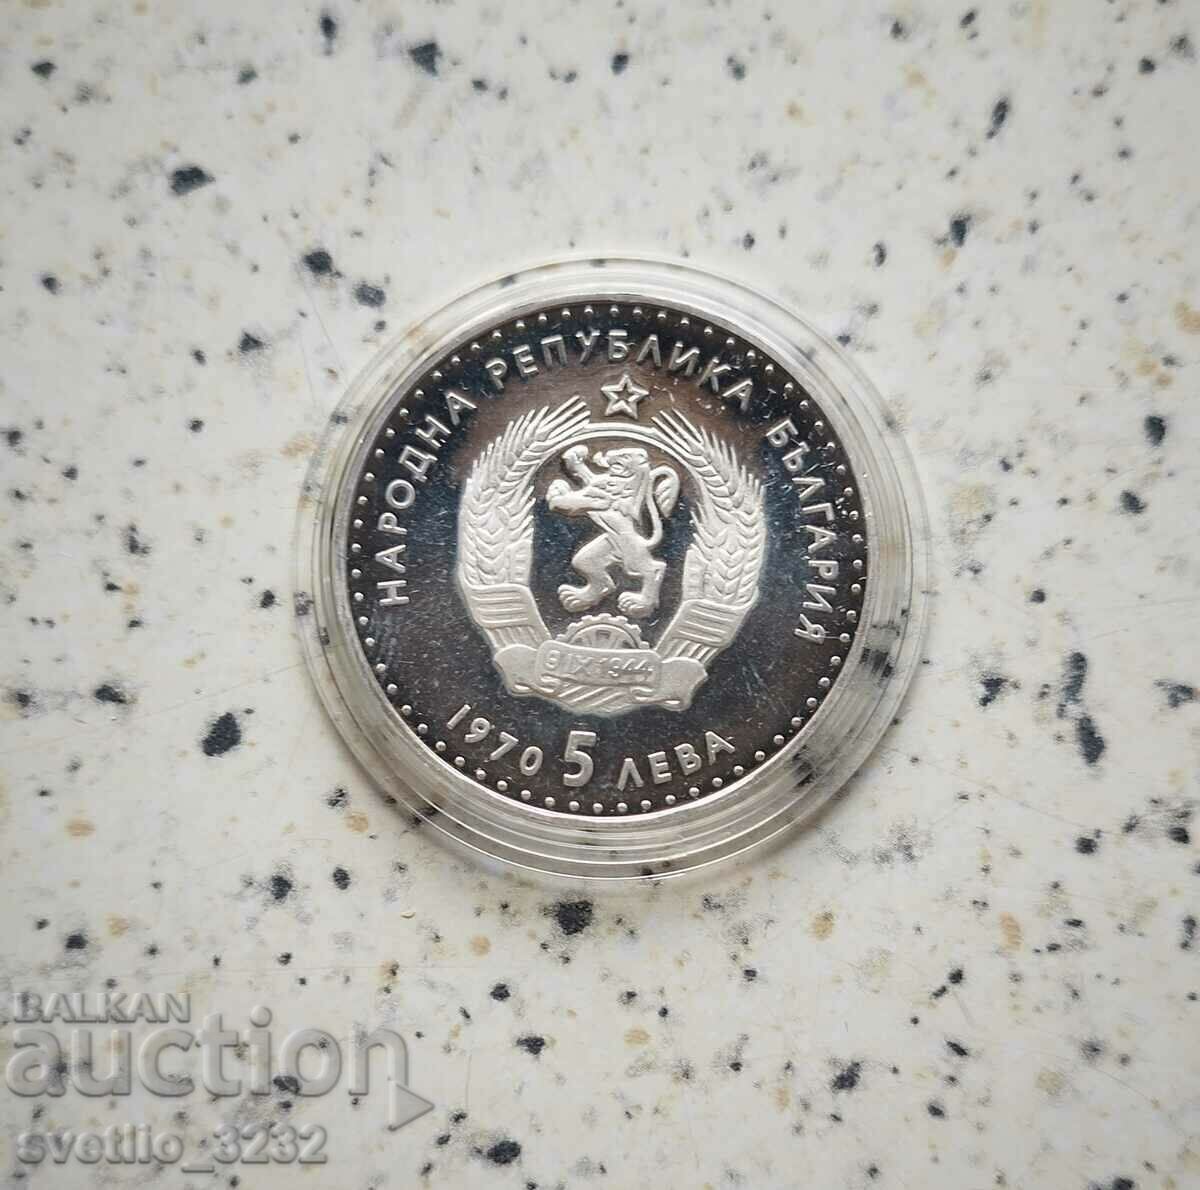 НАРОДНА РЕПУБЛИКА БЪЛГАРИЯ
9 IX 1944
1970 5 ЛЕВА
BALKAN
auction
svetlio_3232